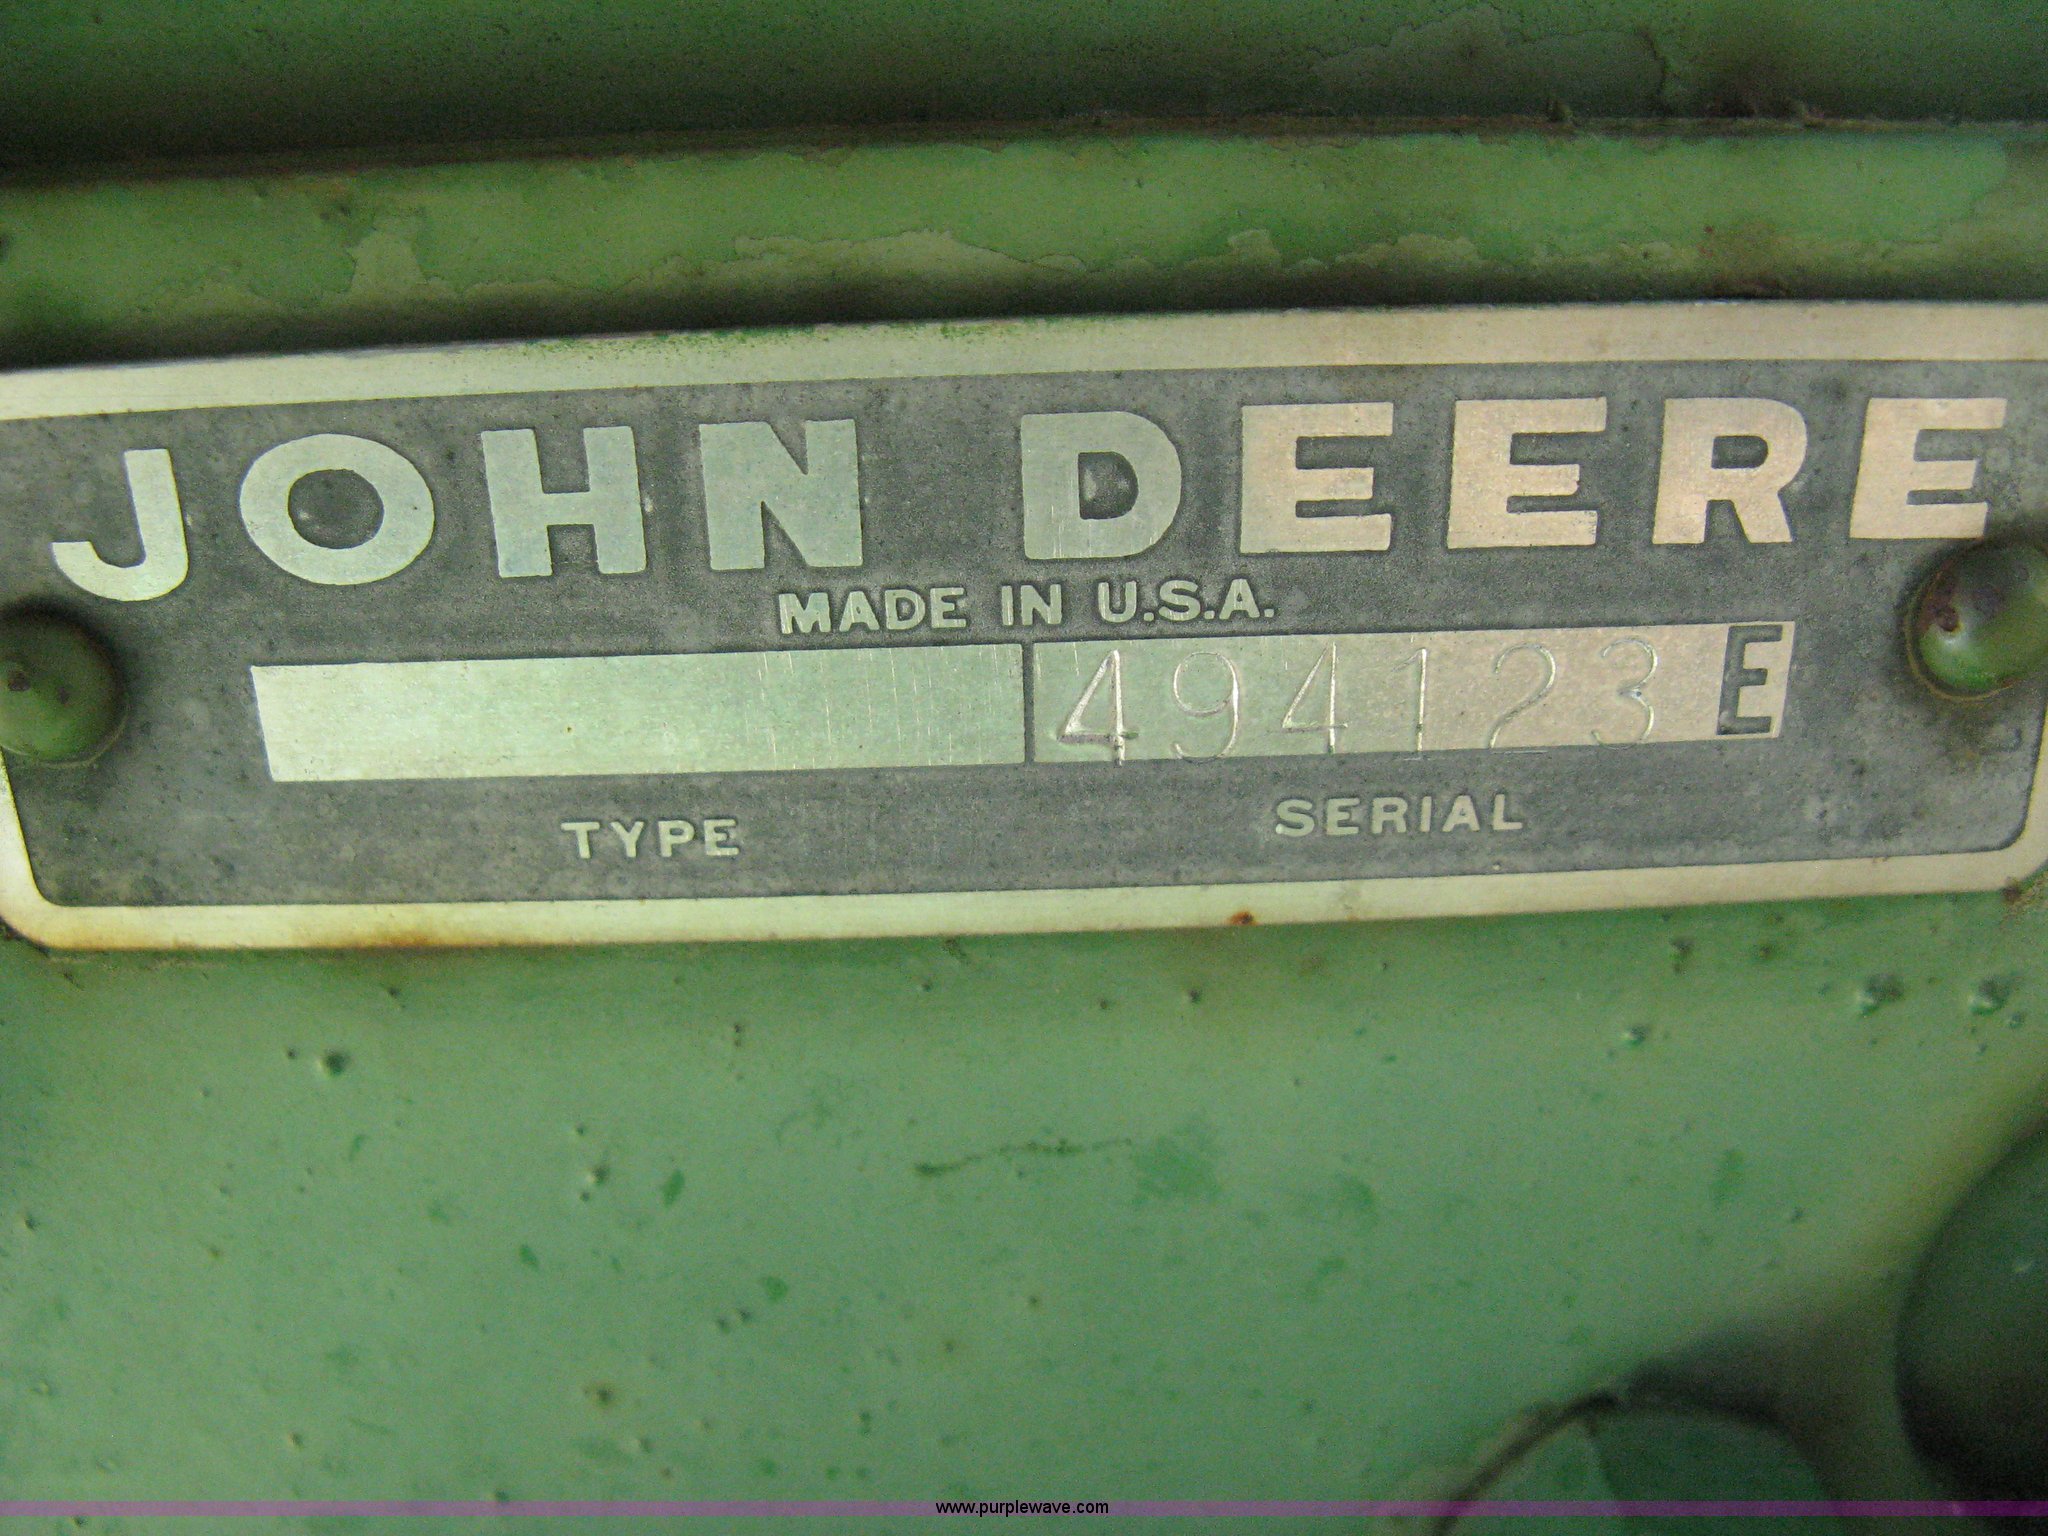 JOHN DEERE
MADE IN U.S.A.
494123 E
TYPE SERIAL
www.purplewave.com